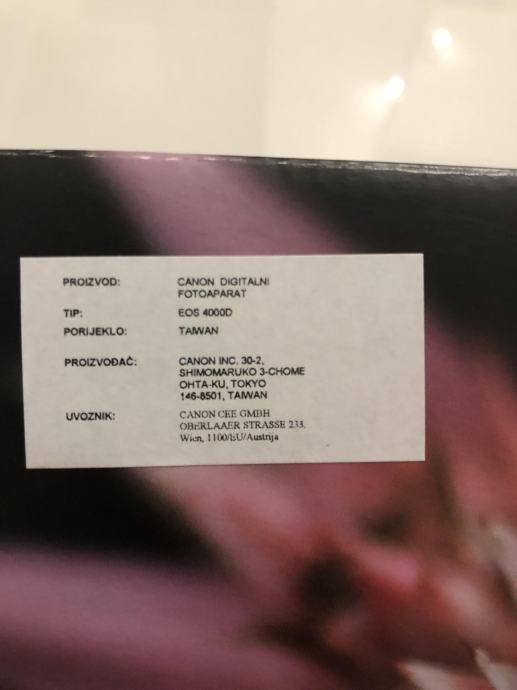 PROIZVOD: CANON DIGITALNI
FOTOAPARAT
TIP: EOS 4000D
PORIJEKLO: TAIWAN
PROIZVOĐAČ: CANON INC. 30-2,
SHIMOMARUKO 3-CHOME
OHTA-KU, TOKYO
146-8501, TAIWAN
UVOZNIK: CANON CEE GMBH
OBERLAAER STRASSE 233,
Wien, 1100/EU/Austrija